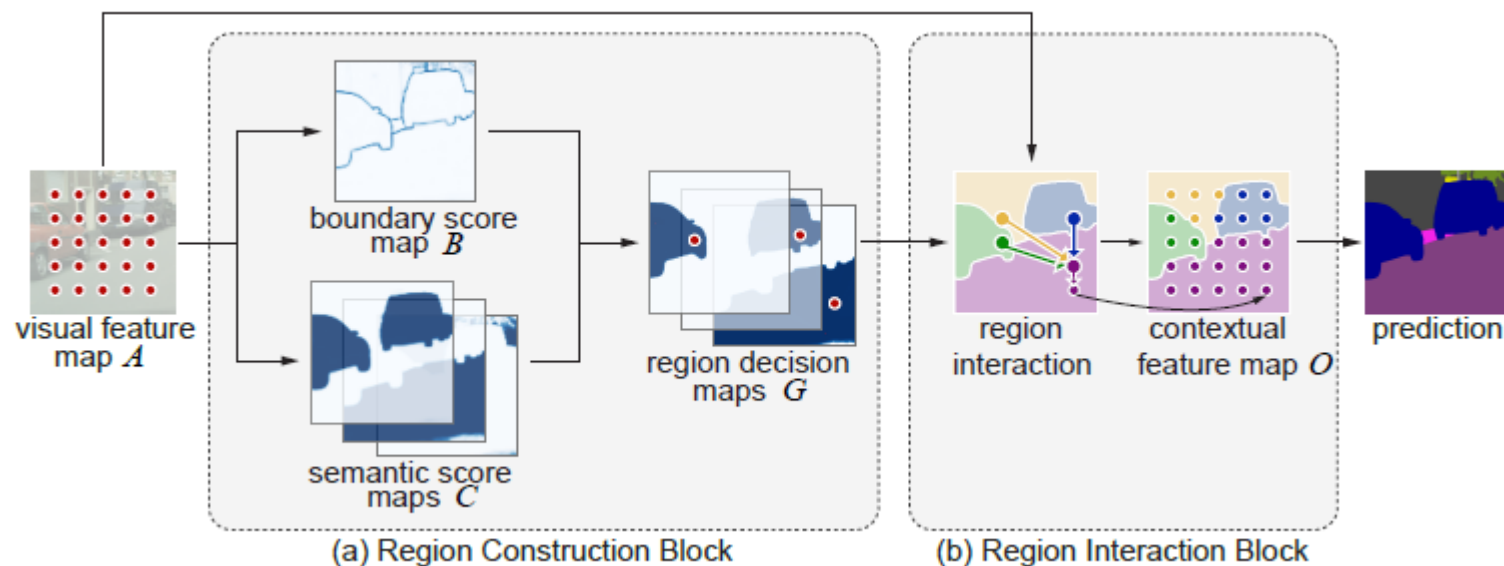 boundary score
map B
visual feature
map A
semantic score
maps C
region decision
maps G
region
interaction
contextual
feature map O
prediction
(a) Region Construction Block
(b) Region Interaction Block